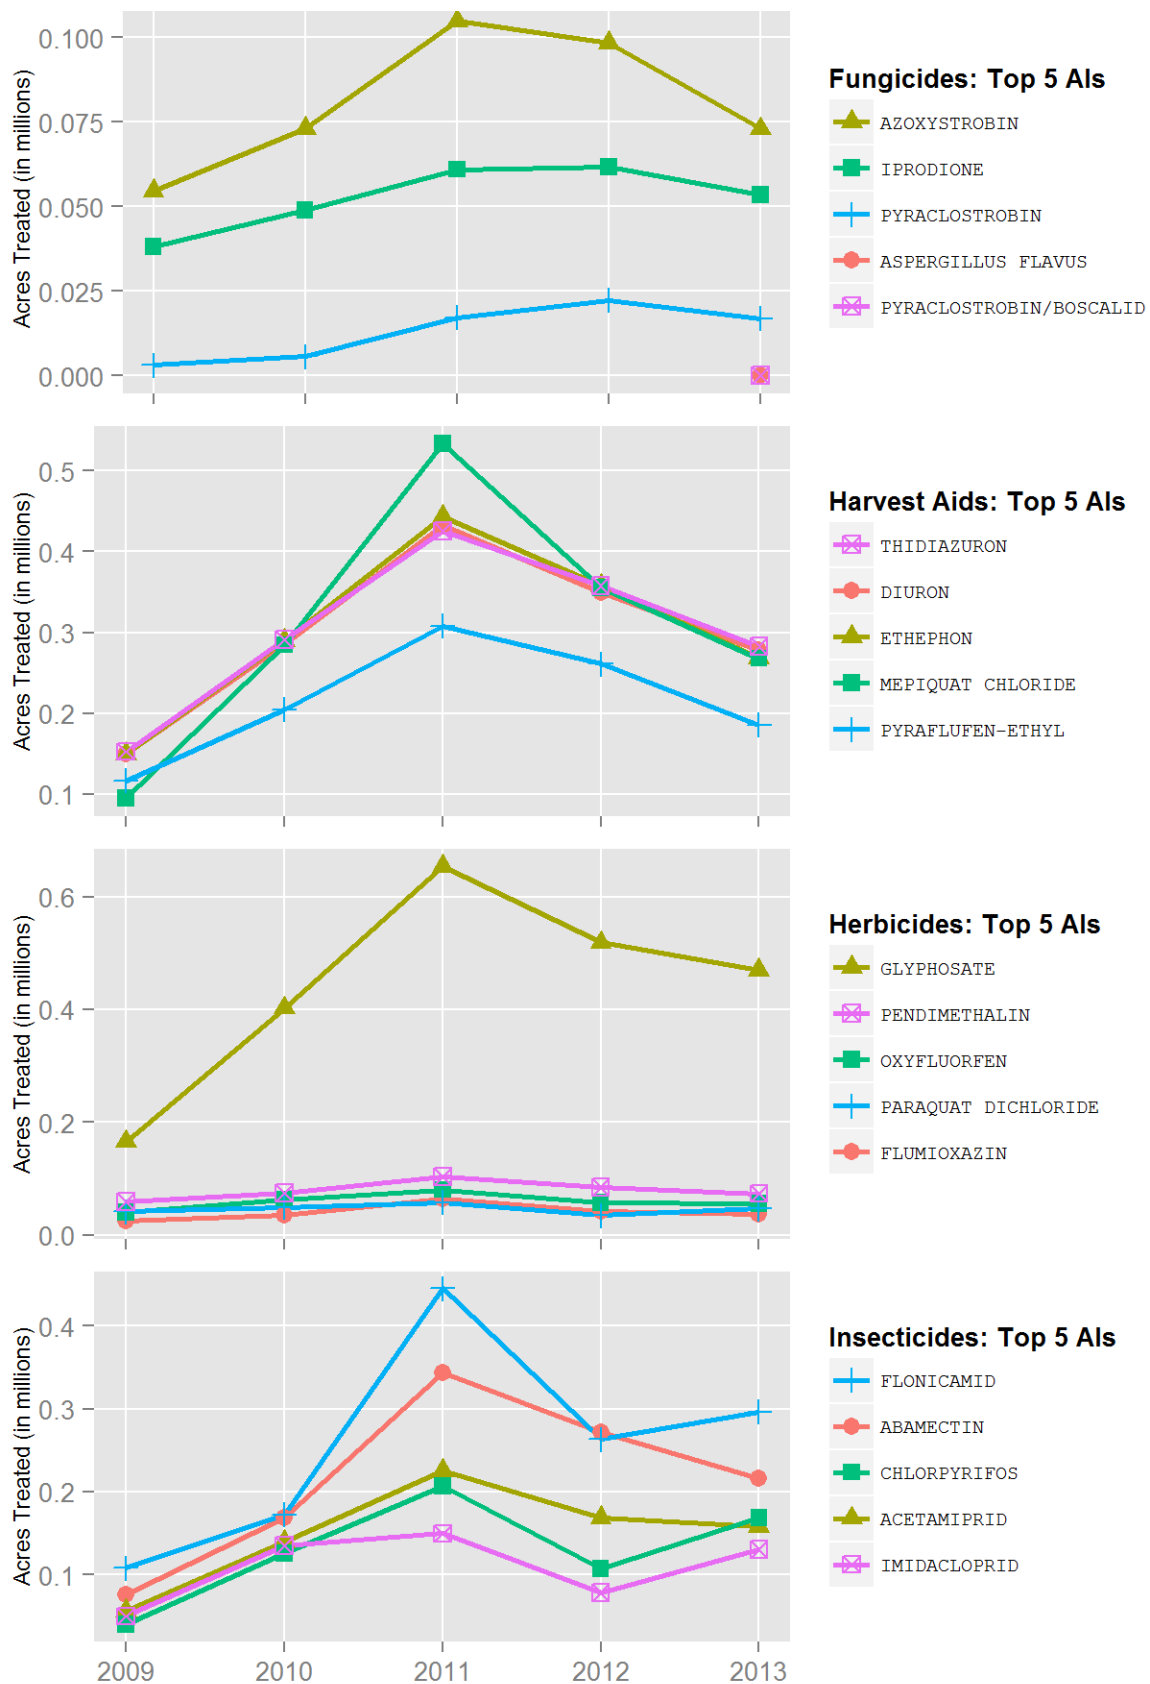 Acres Treated (in millions)
0.100
0.075
0.050
0.025
0.000
Fungicides: Top 5 AIs
AZOXYSTROBIN
IPRODIONE
PYRACLOSTROBIN
ASPERGILLUS FLAVUS
PYRACLOSTROBIN/BOSCALID
Acres Treated (in millions)
0.5
0.4
0.3
0.2
0.1
Harvest Aids: Top 5 AIs
THIDIAZURON
DIURON
ETHEPHON
MEPIQUAT CHLORIDE
PYRAFLUFEN-ETHYL
Acres Treated (in millions)
0.6
0.4
0.2
0.0
Herbicides: Top 5 AIs
GLYPHOSATE
PENDIMETHALIN
OXYFLUORFEN
PARAQUAT DICHLORIDE
FLUMIOXAZIN
Acres Treated (in millions)
0.4
0.3
0.2
0.1
Insecticides: Top 5 AIs
FLONICAMID
ABAMECTIN
CHLORPYRIFOS
ACETAMIPRID
IMIDACLOPRID
2009 2010 2011 2012 2013